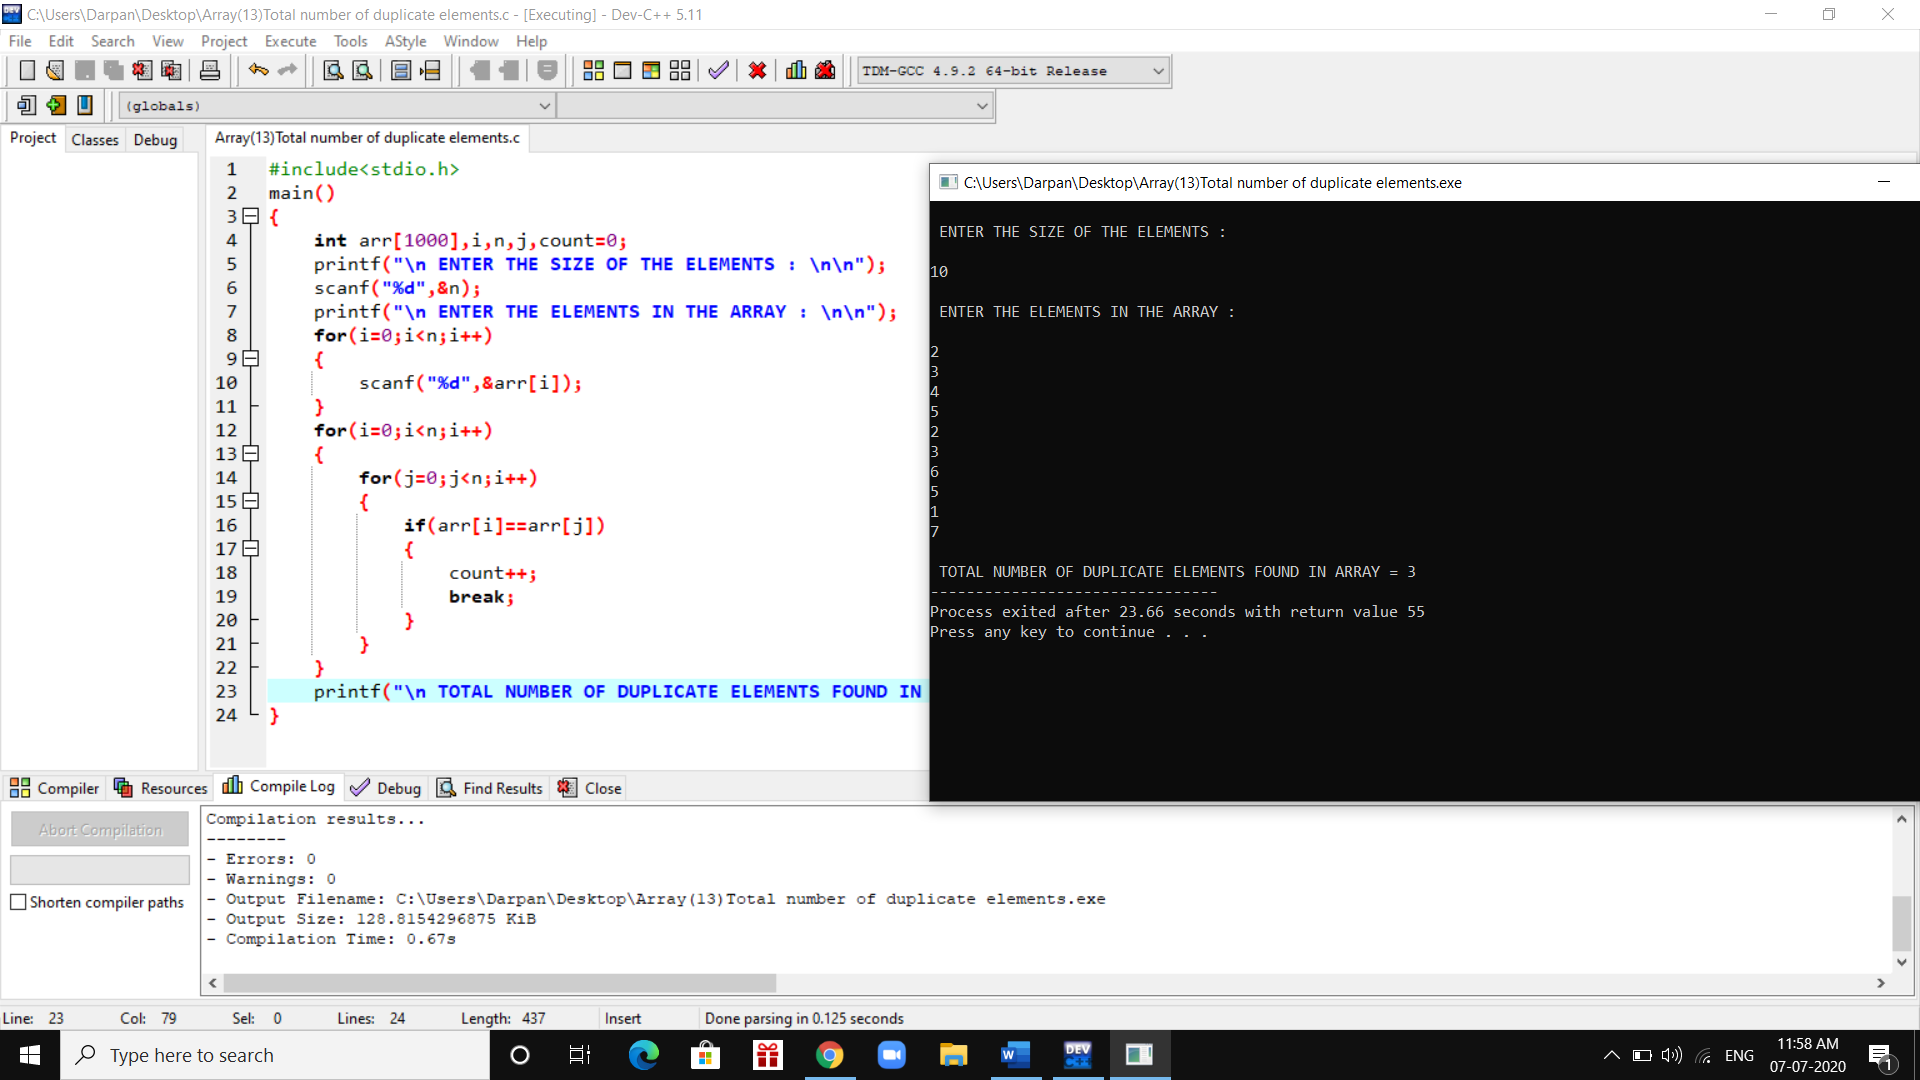 C:\Users\Darpan\Desktop\Array(13)Total number of duplicate elements.c - [Executing] - Dev-C++ 5.11
File Edit Search View Project Execute Tools AStyle Window Help
TDM-GCC 4.9.2 64-bit Release
(globals)
Project Classes Debug
Array(13)Total number of duplicate elements.c
1 #include<stdio.h>
2 main()
3 {
4 int arr[1000],i,n,j,count=0;
5 printf("\n ENTER THE SIZE OF THE ELEMENTS : \n\n");
6 scanf("%d",&n);
7 printf("\n ENTER THE ELEMENTS IN THE ARRAY : \n\n");
8 for(i=0;i<n;i++)
9 {
10 scanf("%d",&arr[i]);
11 }
12 for(i=0;i<n;i++)
13 {
14 for(j=0;j<n;i++)
15 {
16 if(arr[i]==arr[j])
17 {
18 count++;
19 break;
20 }
21 }
22 }
23 printf("\n TOTAL NUMBER OF DUPLICATE ELEMENTS FOUND IN
24 }
C:\Users\Darpan\Desktop\Array(13)Total number of duplicate elements.exe
ENTER THE SIZE OF THE ELEMENTS :
10
ENTER THE ELEMENTS IN THE ARRAY :
2
3
4
5
2
3
6
5
1
7
TOTAL NUMBER OF DUPLICATE ELEMENTS FOUND IN ARRAY = 3
--------------------------------
Process exited after 23.66 seconds with return value 55
Press any key to continue . . .
Compiler Resources Compile Log Debug Find Results Close
Abort Compilation
Shorten compiler paths
Compilation results...
--------
- Errors: 0
- Warnings: 0
- Output Filename: C:\Users\Darpan\Desktop\Array(13)Total number of duplicate elements.exe
- Output Size: 128.8154296875 KiB
- Compilation Time: 0.67s
Line: 23 Col: 79 Sel: 0 Lines: 24 Length: 437 Insert Done parsing in 0.125 seconds
Type here to search
DEV C++
ENG
11:58 AM
07-07-2020
1